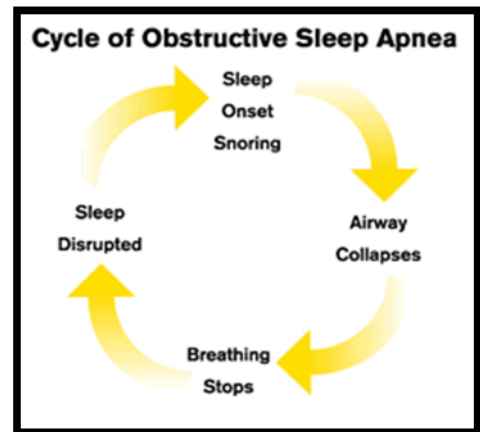 Cycle of Obstructive Sleep Apnea
Sleep
Onset
Snoring
Airway
Collapses
Breathing
Stops
Sleep
Disrupted